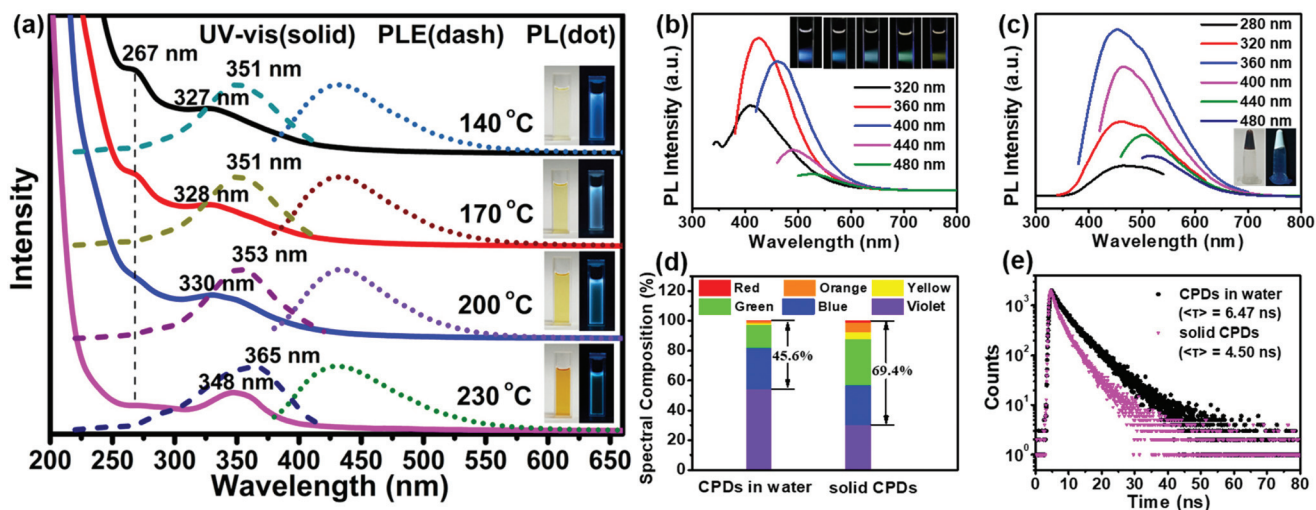 (a)
UV-vis(solid) PLE(dash) PL(dot)
267 nm
351 nm
327 nm
140 °C
351 nm
328 nm
170 °C
353 nm
330 nm
200 °C
365 nm
348 nm
230 °C
Intensity
200 250 300 350 400 450 500 550 600 650
Wavelength (nm)
(b)
320 nm
360 nm
400 nm
440 nm
480 nm
PL Intensity (a.u.)
300 400 500 600 700 800
Wavelength (nm)
(c)
280 nm
320 nm
360 nm
400 nm
440 nm
480 nm
PL Intensity (a.u.)
300 400 500 600 700 800
Wavelength (nm)
(d)
Red Orange Yellow
Green Blue Violet
45.6%
69.4%
Spectral Composition (%)
120
100
80
60
40
20
0
CPDs in water solid CPDs
(e)
CPDs in water
(<τ> = 6.47 ns)
solid CPDs
(<τ> = 4.50 ns)
Counts
10³
10²
10¹
10⁰
0 10 20 30 40 50 60 70 80
Time (ns)